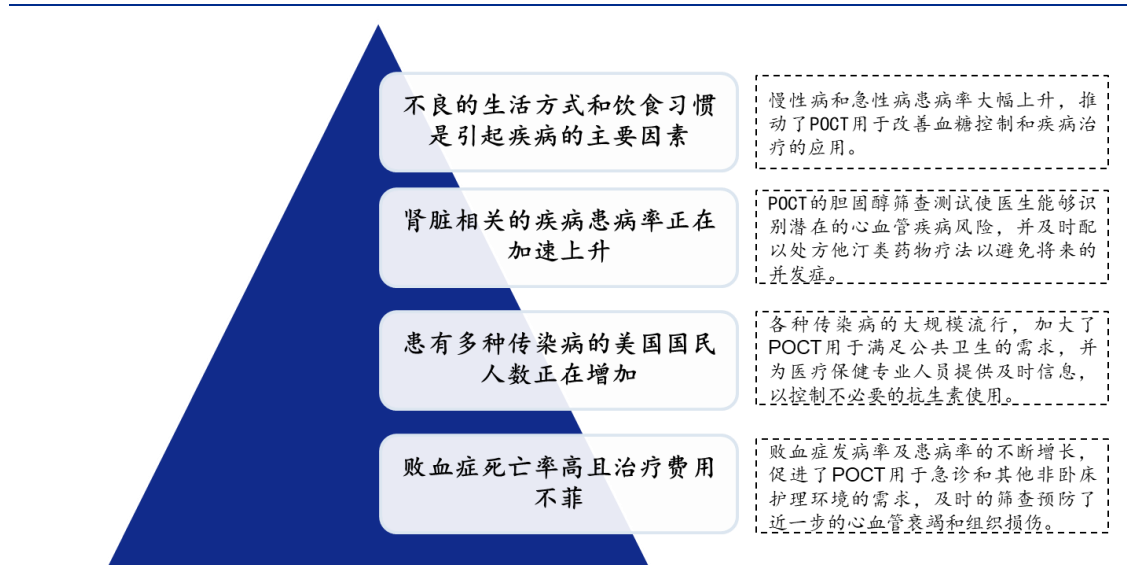 不良的生活方式和饮食习惯
是引起疾病的主要因素
慢性病和急性病患病率大幅上升，推
动了POCT用于改善血糖控制和疾病治
疗的应用。
肾脏相关的疾病患病率正在
加速上升
POCT的胆固醇筛查测试使医生能够识
别潜在的心血管疾病风险，并及时配
以处方他汀类药物疗法以避免将来的
并发症。
患有多种传染病的美国国民
人数正在增加
各种传染病的大规模流行，加大了
POCT用于满足公共卫生的需求，并
为医疗保健专业人员提供及时信息，
以控制不必要的抗生素使用。
败血症死亡率高且治疗费用
不菲
败血症发病率及患病率的不断增长，
促进了POCT用于急诊和其他非卧床
护理环境的需求，及时的筛查预防了
近一步的心血管衰竭和组织损伤。